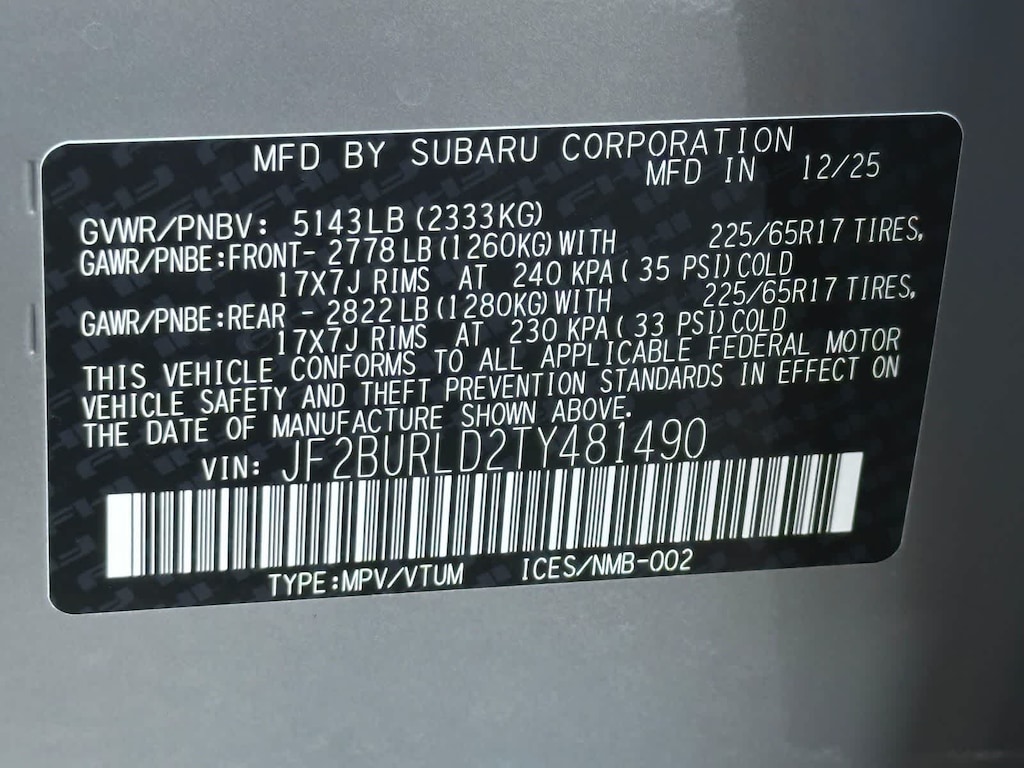 MFD BY SUBARU CORPORATION
MFD IN 12/25
GVWR/PNBV: 5143LB (2333KG)
GAWR/PNBE:FRONT- 2778 LB (1260KG) WITH 225/65R17 TIRES,
17X7J RIMS AT 240 KPA ( 35 PSI) COLD
GAWR/PNBE:REAR - 2822 LB (1280KG) WITH 225/65R17 TIRES,
17X7J RIMS AT 230 KPA ( 33 PSI) COLD
THIS VEHICLE CONFORMS TO ALL APPLICABLE FEDERAL MOTOR
VEHICLE SAFETY AND THEFT PREVENTION STANDARDS IN EFFECT ON
THE DATE OF MANUFACTURE SHOWN ABOVE.
VIN: JF2BURLD2TY481490
TYPE:MPV/VTUM ICES/NMB-002